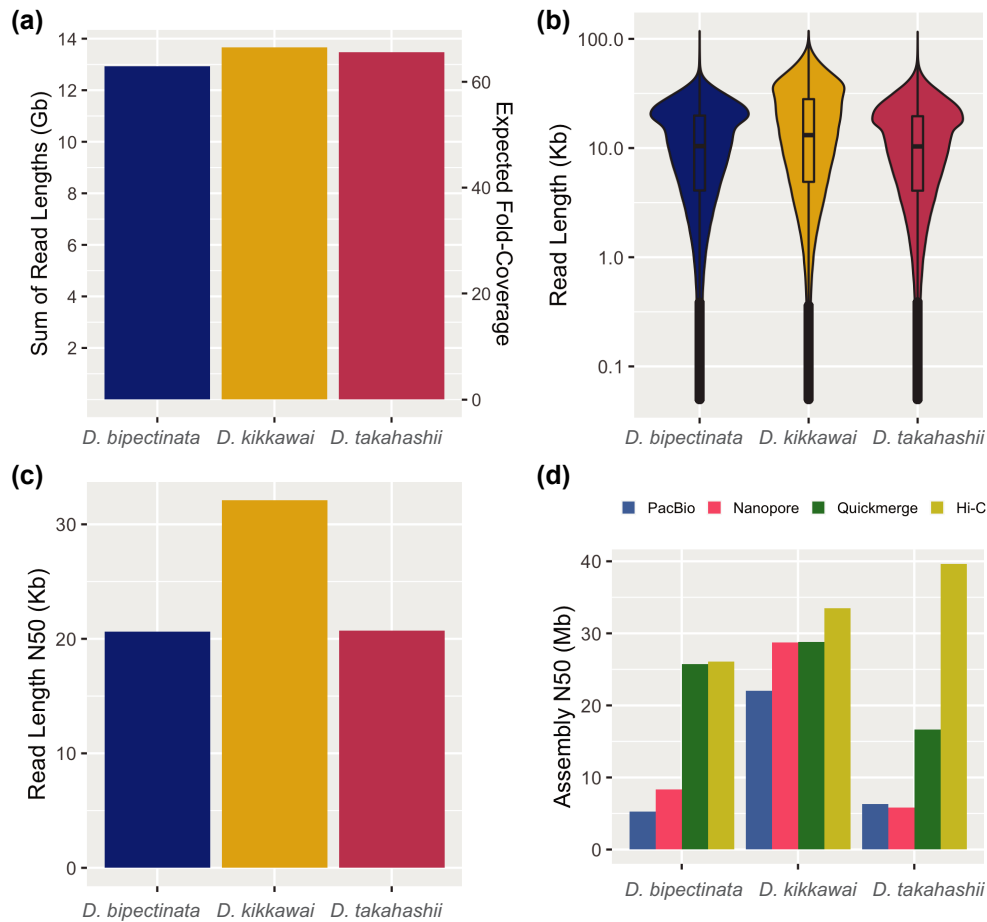 (a)
Sum of Read Lengths (Gb)
14
12
10
8
6
4
2
Expected Fold-Coverage
60
40
20
0
D. bipectinata D. kikkawai D. takahashii
(b)
Read Length (Kb)
100.0
10.0
1.0
0.1
D. bipectinata D. kikkawai D. takahashii
(c)
Read Length N50 (Kb)
30
20
10
0
D. bipectinata D. kikkawai D. takahashii
(d)
PacBio Nanopore Quickmerge Hi-C
Assembly N50 (Mb)
40
30
20
10
0
D. bipectinata D. kikkawai D. takahashii